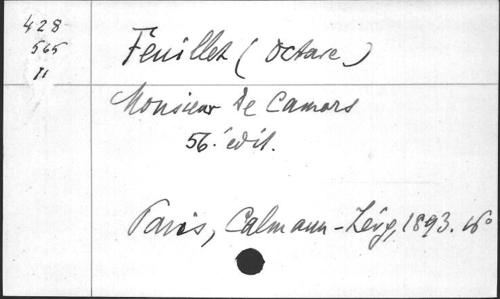 428
565
II
Feuillet (Octave)
Monsieur de Camors
56.e édit.
Paris, Calmann-Lévy, 1893. 16°